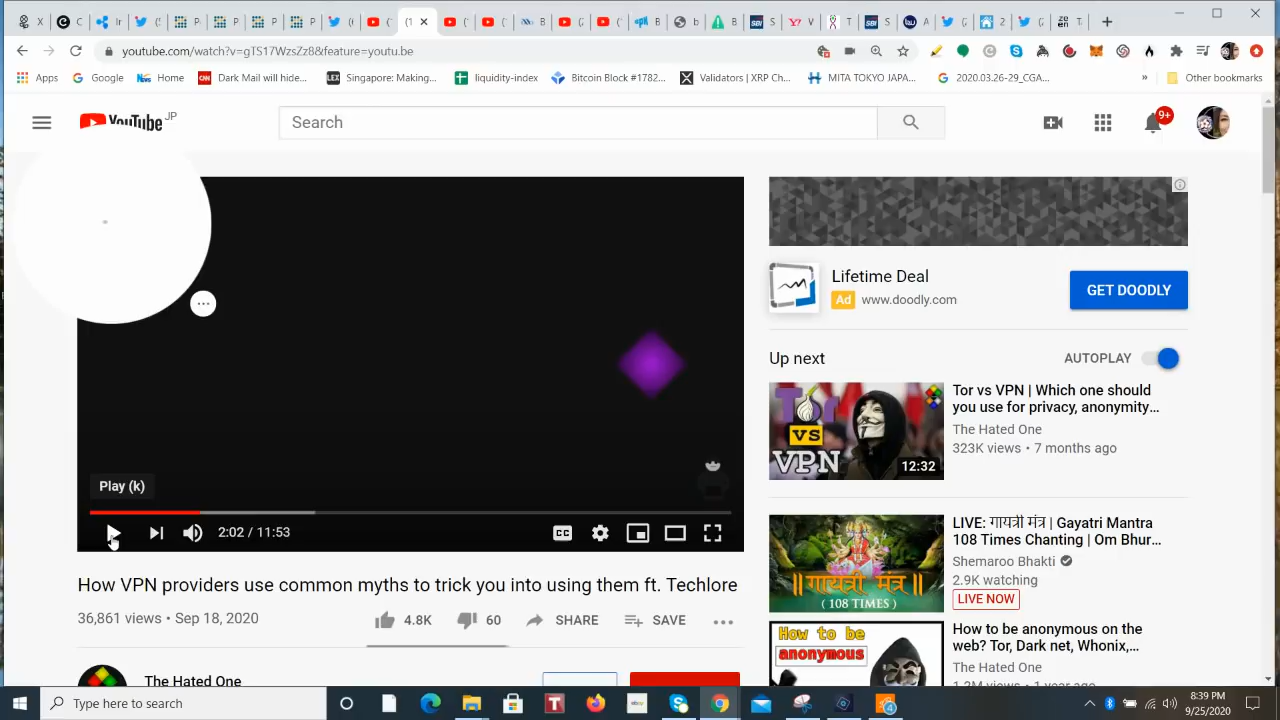 youtube.com/watch?v=gTS17WzsZz8&feature=youtu.be
Apps
Google
Home
Dark Mail will hide...
Singapore: Making...
liquidity-index
Bitcoin Block #1782...
Validators | XRP Ch...
MITA TOKYO JAPA...
2020.03.26-29_CGA...
»
Other bookmarks
YouTube JP
Search
9+
Lifetime Deal
Ad www.doodly.com
GET DOODLY
Up next
AUTOPLAY
Play (k)
2:02 / 11:53
CC
How VPN providers use common myths to trick you into using them ft. Techlore
36,861 views • Sep 18, 2020
4.8K
60
SHARE
SAVE
The Hated One
Tor
vs
VPN
12:32
Tor vs VPN | Which one should
you use for privacy, anonymity...
The Hated One
323K views • 7 months ago
॥गायत्री मंत्र॥
( 108 TIMES )
LIVE: गायत्री मंत्र | Gayatri Mantra
108 Times Chanting | Om Bhur...
Shemaroo Bhakti
2.9K watching
LIVE NOW
How to be
anonymous
How to be anonymous on the
web? Tor, Dark net, Whonix,...
The Hated One
1.2M views • 1 year ago
Type here to search
8:39 PM
9/25/2020